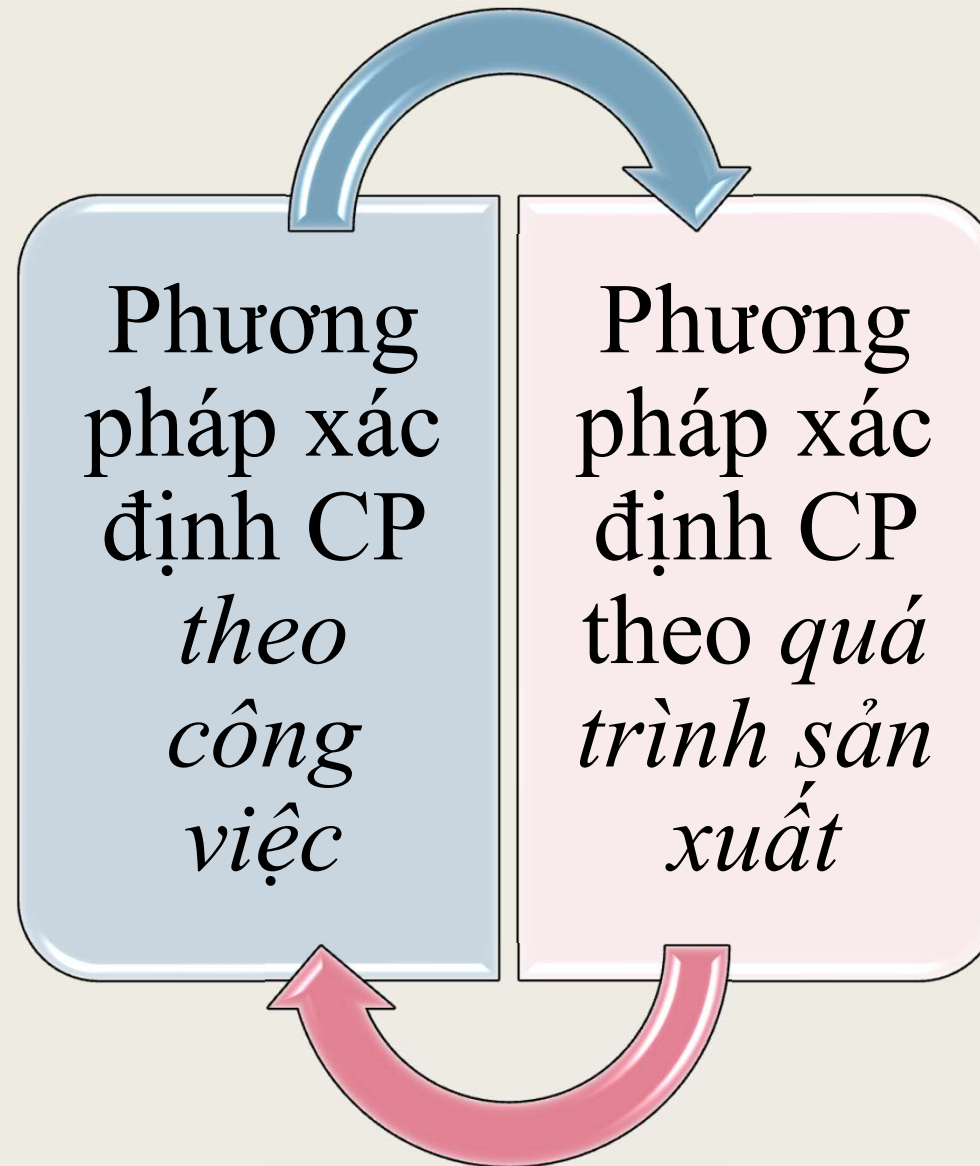 Phương
pháp xác
định CP
theo
công
việc
Phương
pháp xác
định CP
theo quá
trình sản
xuất